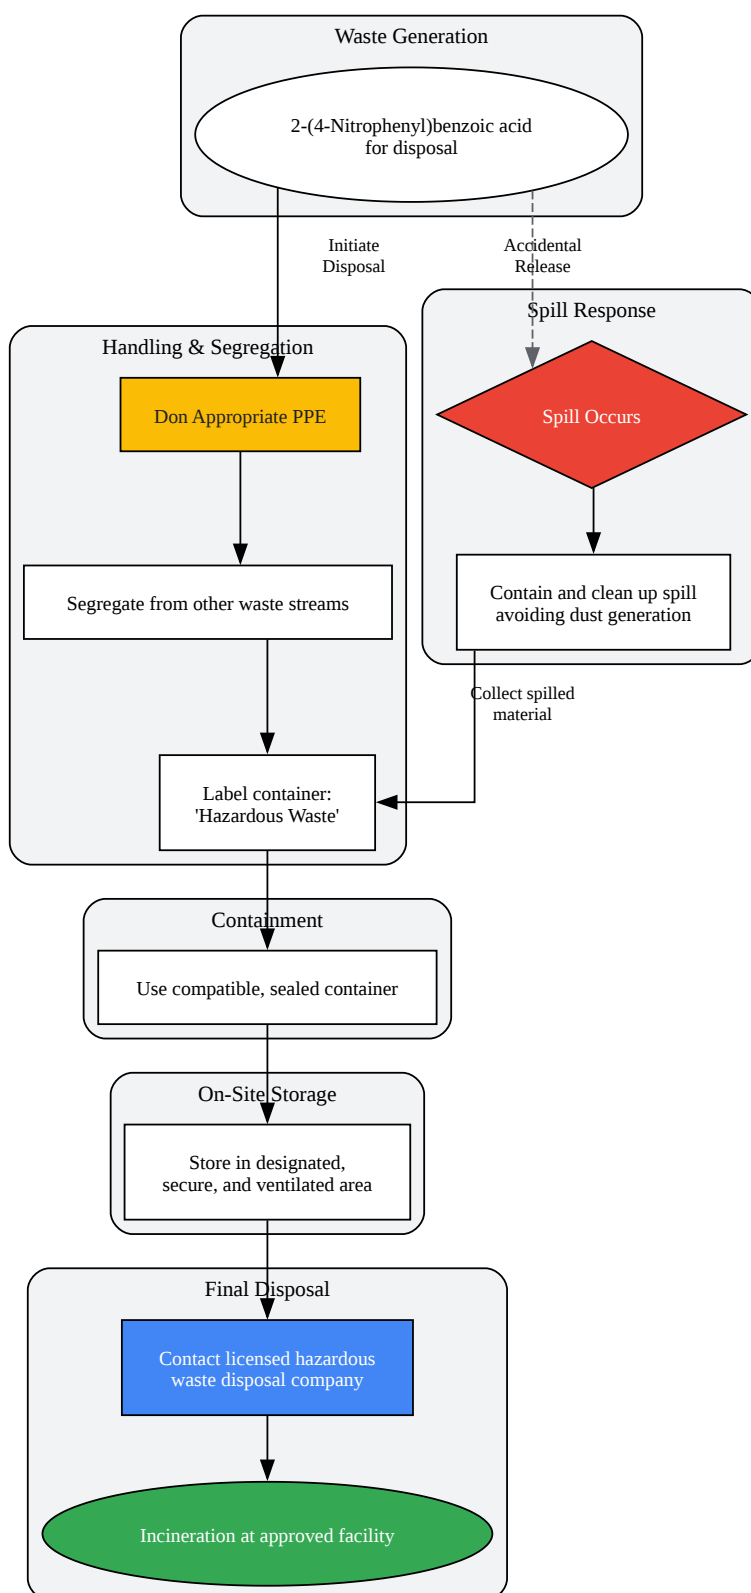 Waste Generation
2-(4-Nitrophenyl)benzoic acid
for disposal
Initiate
Disposal
Accidental
Release
Spill Response
Handling & Segregation
Don Appropriate PPE
Spill Occurs
Segregate from other waste streams
Contain and clean up spill
avoiding dust generation
Collect spilled
material
Label container:
'Hazardous Waste'
Containment
Use compatible, sealed container
On-Site Storage
Store in designated,
secure, and ventilated area
Final Disposal
Contact licensed hazardous
waste disposal company
Incineration at approved facility